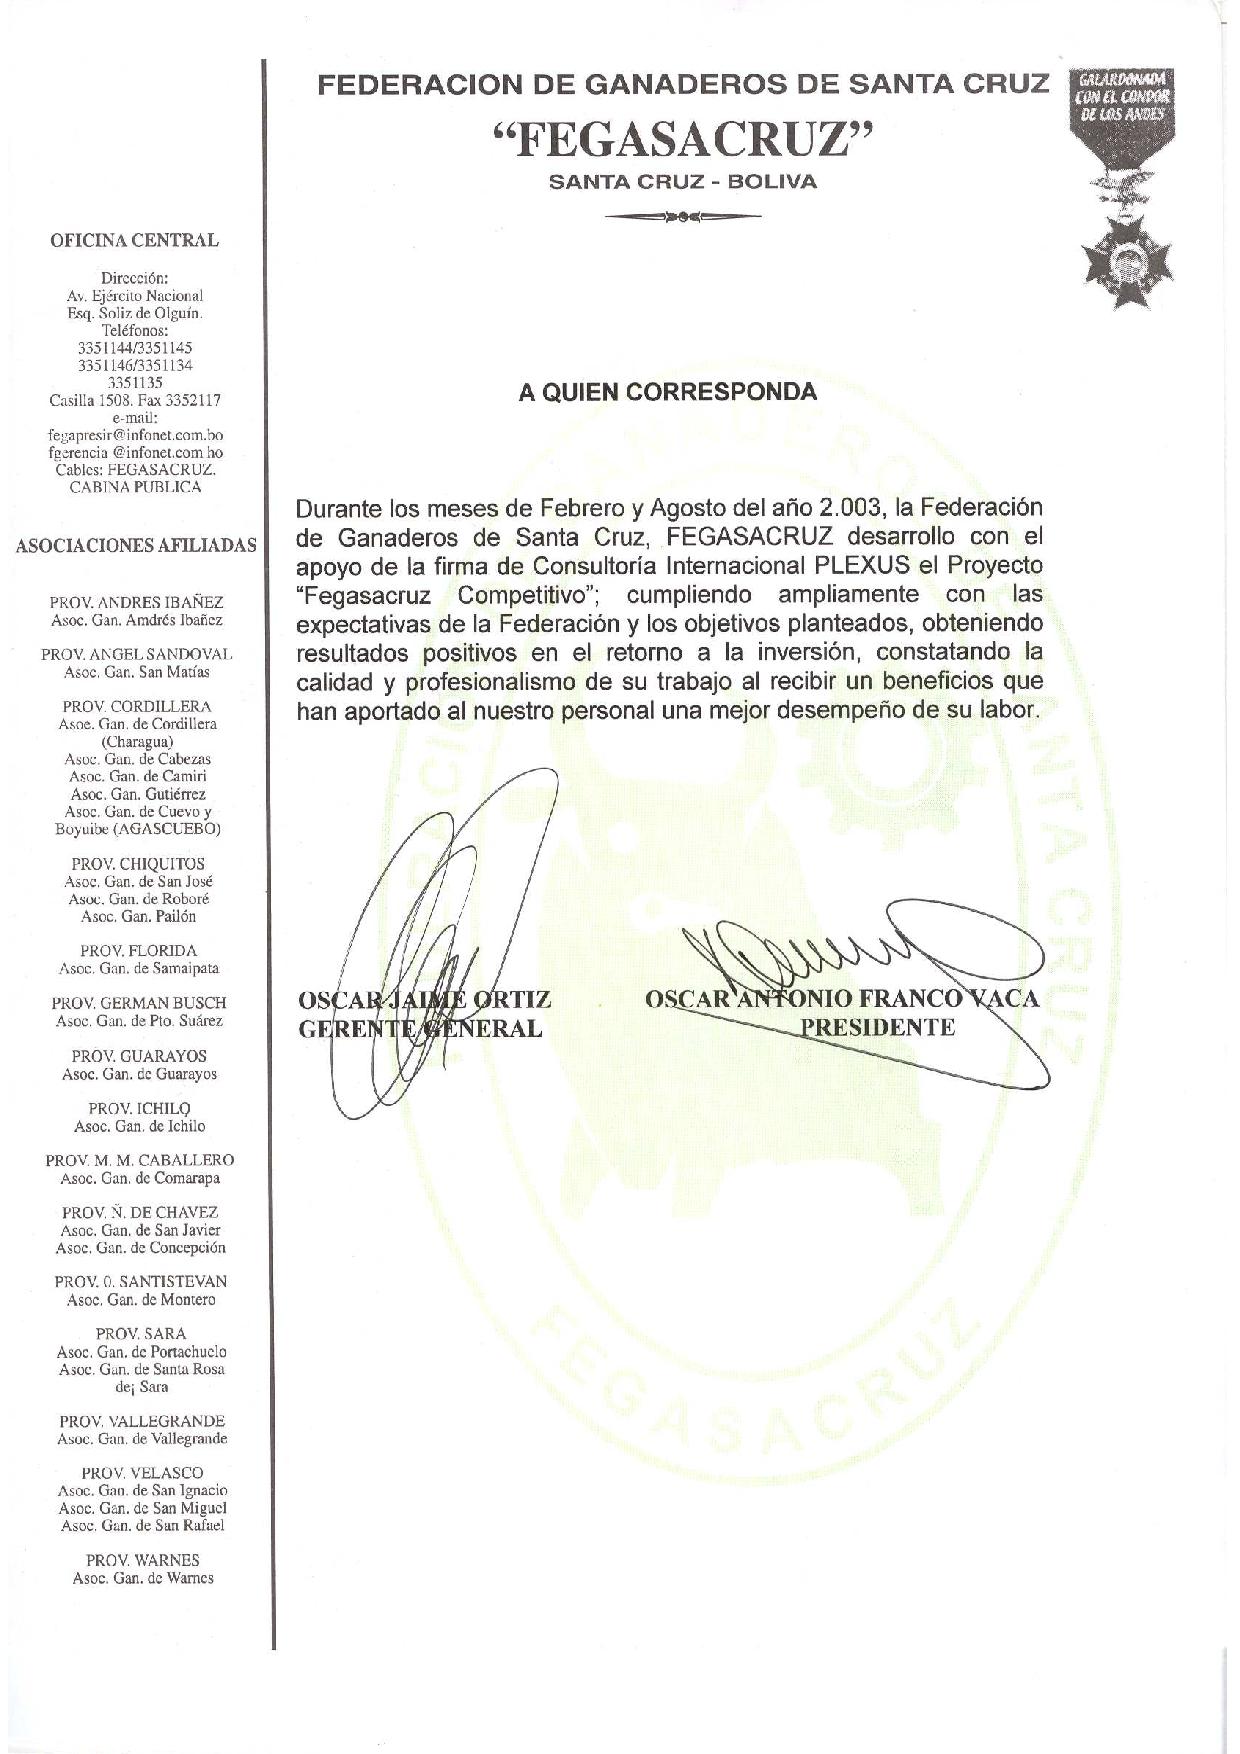 FEDERACION DE GANADEROS DE SANTA CRUZ
“FEGASACRUZ”
SANTA CRUZ - BOLIVA
GALARDONADA
CON EL CONDOR
DE LOS ANDES
OFICINA CENTRAL
Dirección:
Av. Ejército Nacional
Esq. Soliz de Olguín.
Teléfonos:
3351144/3351145
3351146/3351134
3351135
Casilla 1508. Fax 3352117
e-mail:
fegapresir@infonet.com.bo
fgerencia @infonet.com ho
Cables: FEGASACRUZ.
CABINA PUBLICA
ASOCIACIONES AFILIADAS
PROV. ANDRES IBAÑEZ
Asoc. Gan. Amdrés Ibañez
PROV. ANGEL SANDOVAL
Asoc. Gan. San Matías
PROV. CORDILLERA
Asoe. Gan. de Cordillera
(Charagua)
Asoc. Gan. de Cabezas
Asoc. Gan. de Camiri
Asoc. Gan. Gutiérrez
Asoc. Gan. de Cuevo y
Boyuibe (AGASCUEBO)
PROV. CHIQUITOS
Asoc. Gan. de San José
Asoc. Gan. de Roboré
Asoc. Gan. Pailón
PROV. FLORIDA
Asoc. Gan. de Samaipata
PROV. GERMAN BUSCH
Asoc. Gan. de Pto. Suárez
PROV. GUARAYOS
Asoc. Gan. de Guarayos
PROV. ICHILO
Asoc. Gan. de Ichilo
PROV. M. M. CABALLERO
Asoc. Gan. de Comarapa
PROV. Ñ. DE CHAVEZ
Asoc. Gan. de San Javier
Asoc. Gan. de Concepción
PROV. 0. SANTISTEVAN
Asoc. Gan. de Montero
PROV. SARA
Asoc. Gan. de Portachuelo
Asoc. Gan. de Santa Rosa
de¡ Sara
PROV. VALLEGRANDE
Asoc. Gan. de Vallegrande
PROV. VELASCO
Asoc. Gan. de San Ignacio
Asoc. Gan. de San Miguel
Asoc. Gan. de San Rafael
PROV. WARNES
Asoc. Gan. de Warnes
A QUIEN CORRESPONDA
Durante los meses de Febrero y Agosto del año 2.003, la Federación
de Ganaderos de Santa Cruz, FEGASACRUZ desarrollo con el
apoyo de la firma de Consultoría Internacional PLEXUS el Proyecto
“Fegasacruz Competitivo”; cumpliendo ampliamente con las
expectativas de la Federación y los objetivos planteados, obteniendo
resultados positivos en el retorno a la inversión, constatando la
calidad y profesionalismo de su trabajo al recibir un beneficios que
han aportado al nuestro personal una mejor desempeño de su labor.
OSCAR JAIME ORTIZ
GERENTE GENERAL
OSCAR ANTONIO FRANCO VACA
PRESIDENTE
FEDERACION DE GANADEROS DE SANTA CRUZ
FEGASACRUZ